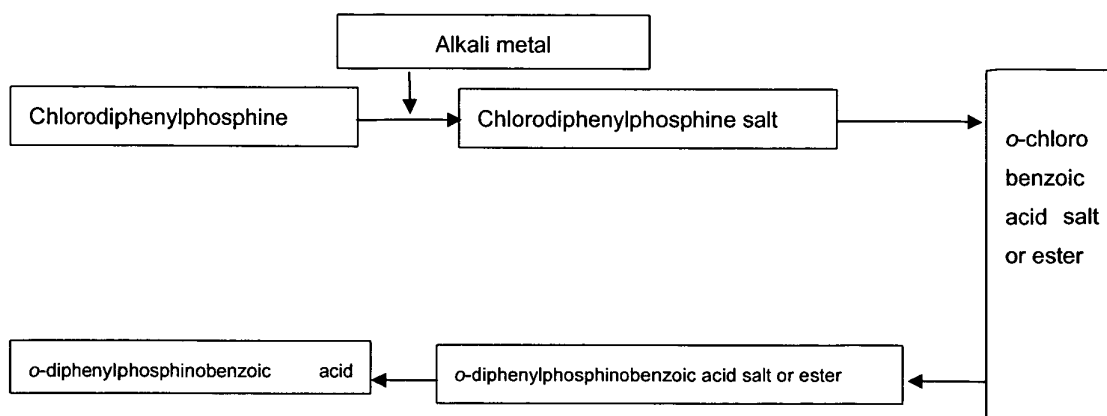 Alkali metal
Chlorodiphenylphosphine
Chlorodiphenylphosphine salt
o-chloro
benzoic
acid salt
or ester
o-diphenylphosphinobenzoic acid
o-diphenylphosphinobenzoic acid salt or ester